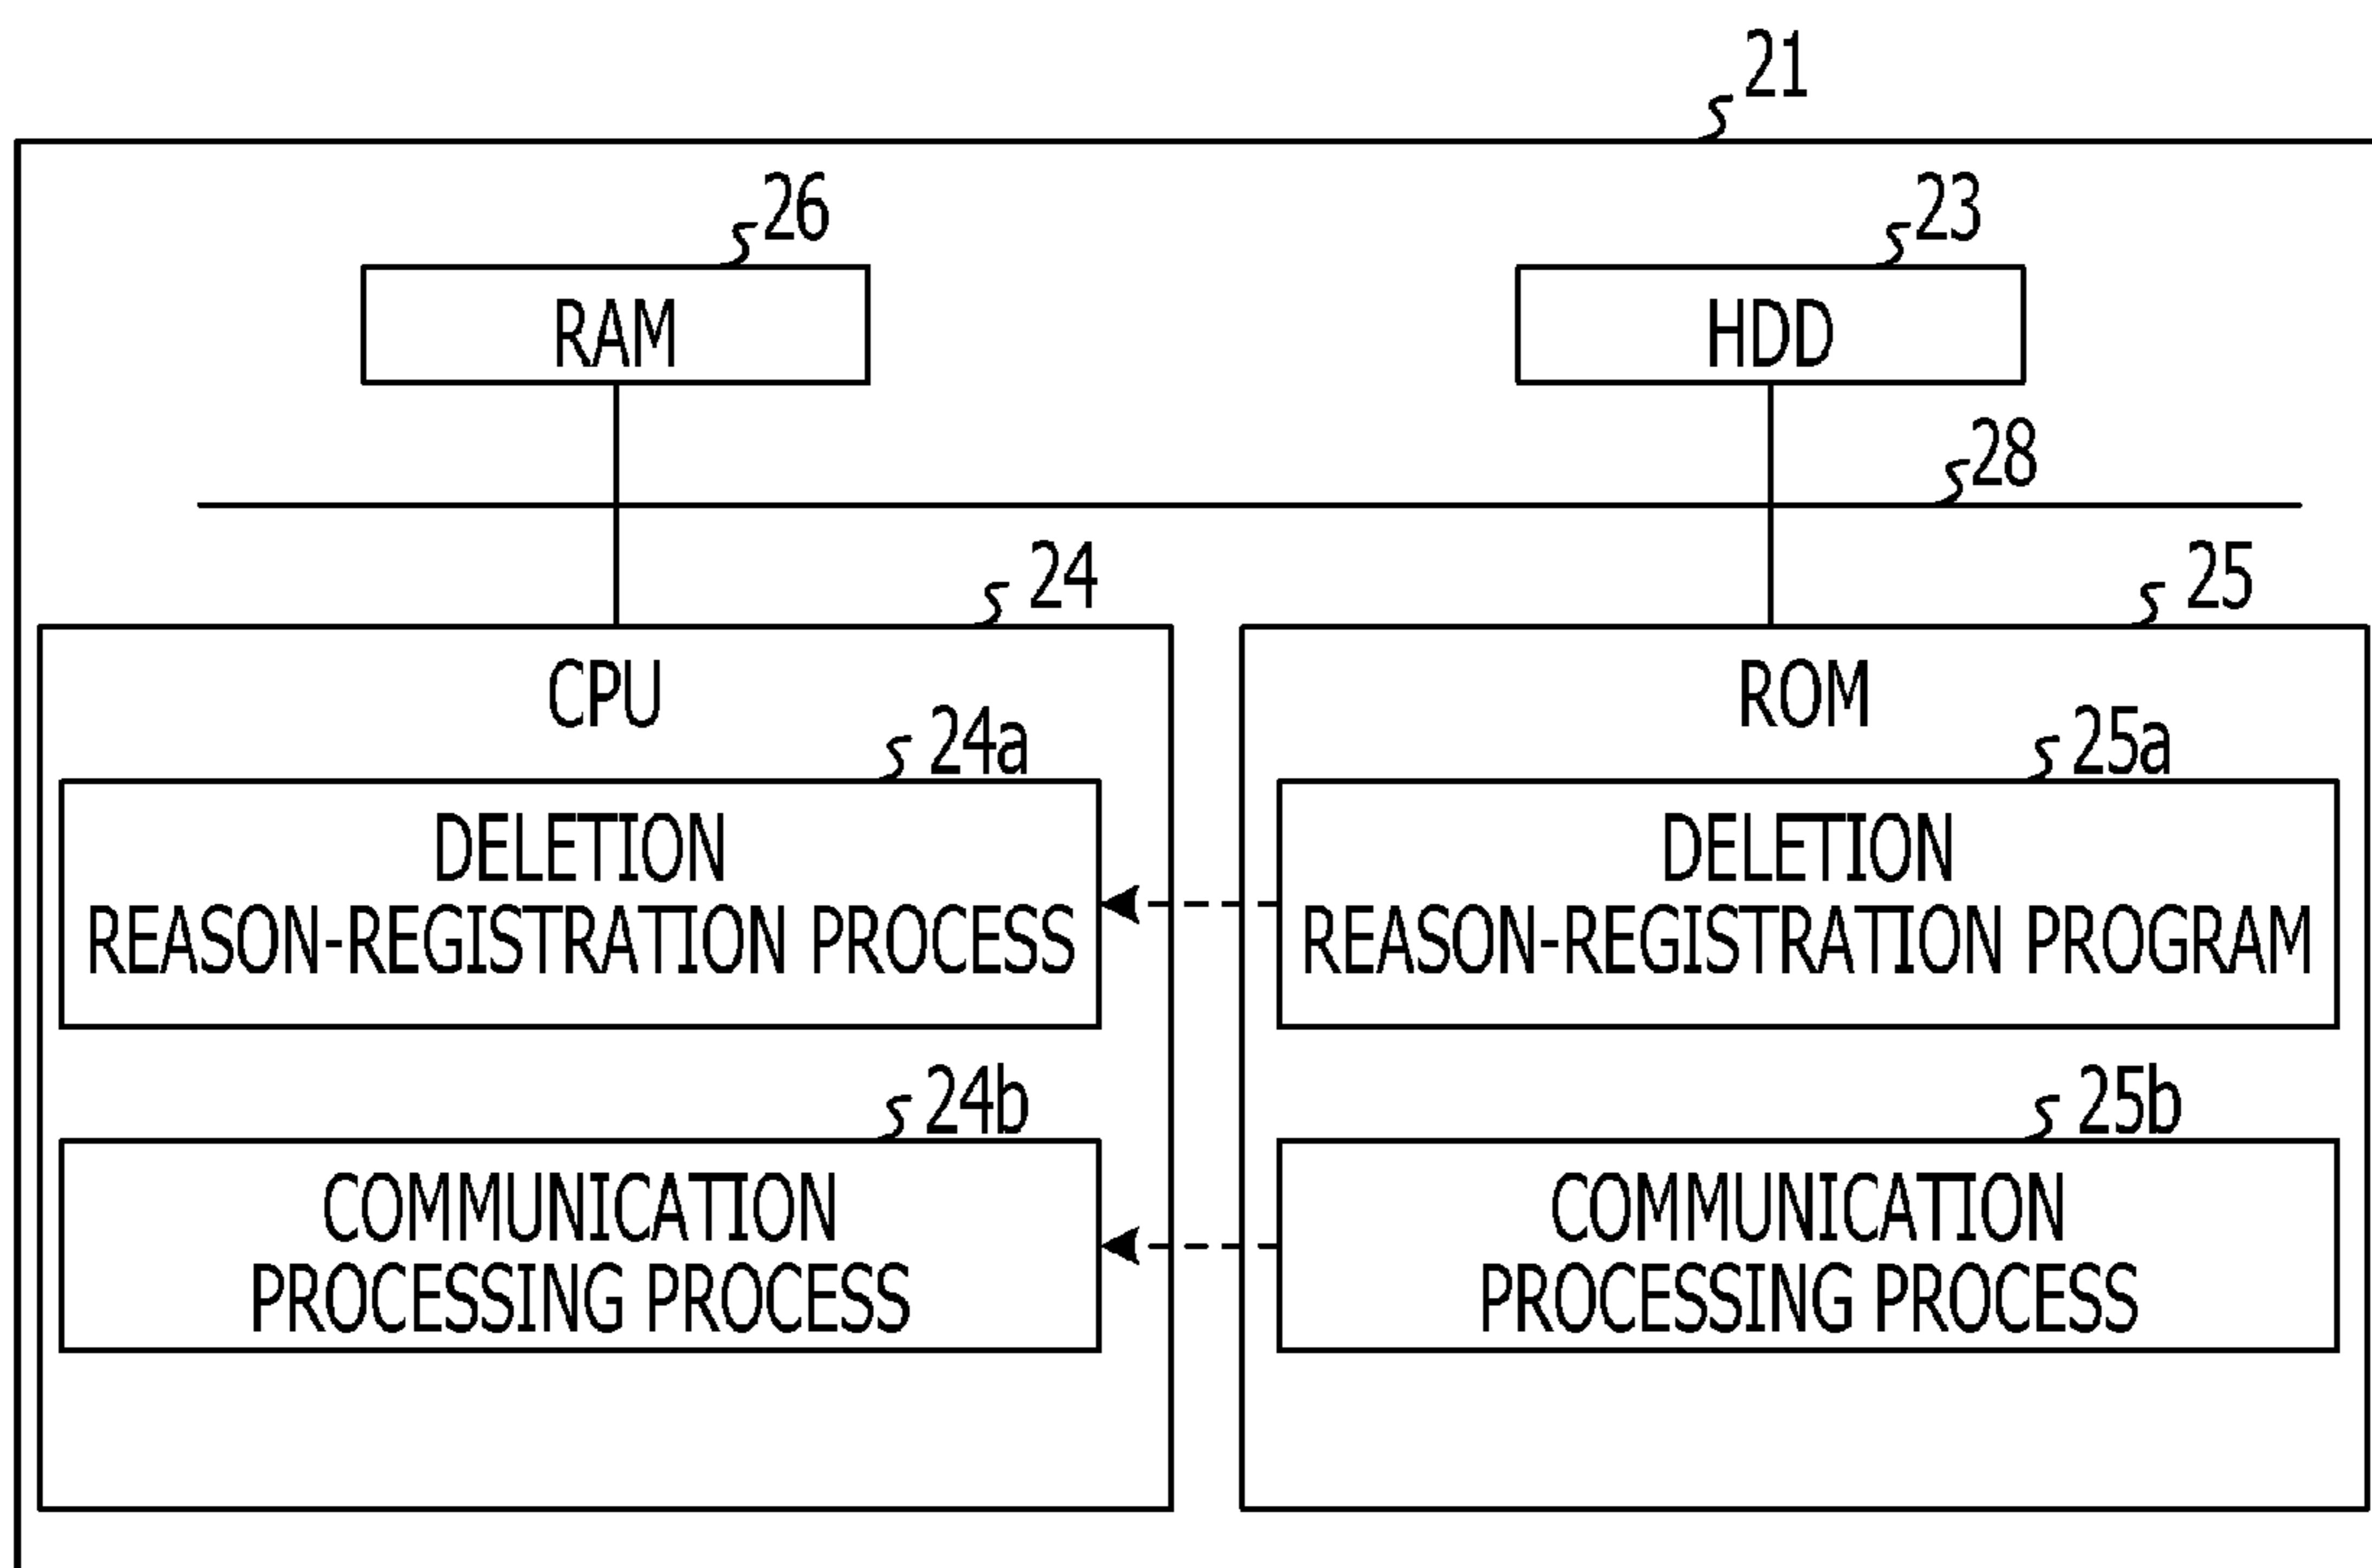 21
26
23
RAM
HDD
28
24
25
CPU
ROM
24a
25a
DELETION
REASON-REGISTRATION PROCESS
DELETION
REASON-REGISTRATION PROGRAM
24b
25b
COMMUNICATION
PROCESSING PROCESS
COMMUNICATION
PROCESSING PROCESS